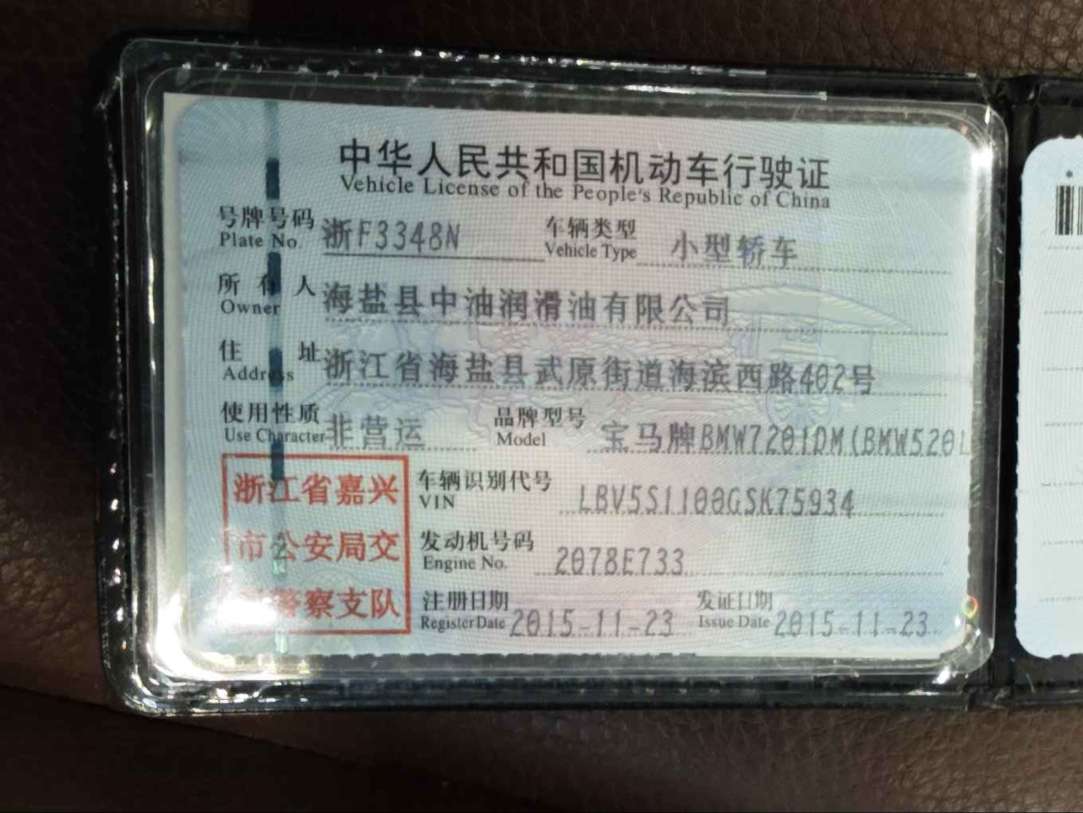 中华人民共和国机动车行驶证
Vehicle License of the People's Republic of China
号牌号码 浙F3348N 车辆类型 小型轿车
Plate No. Vehicle Type
所有人 海盐县中油润滑油有限公司
Owner
住址 浙江省海盐县武原街道海滨西路402号
Address
使用性质 非营运 品牌型号 宝马牌BMW7201DM(BMW520L
Use Character Model
浙江省嘉兴
市公安局交
警察支队
车辆识别代号 LBV5S1100GSK75934
VIN
发动机号码 2078E733
Engine No.
注册日期 2015-11-23 发证日期 2015-11-23
Register Date Issue Date